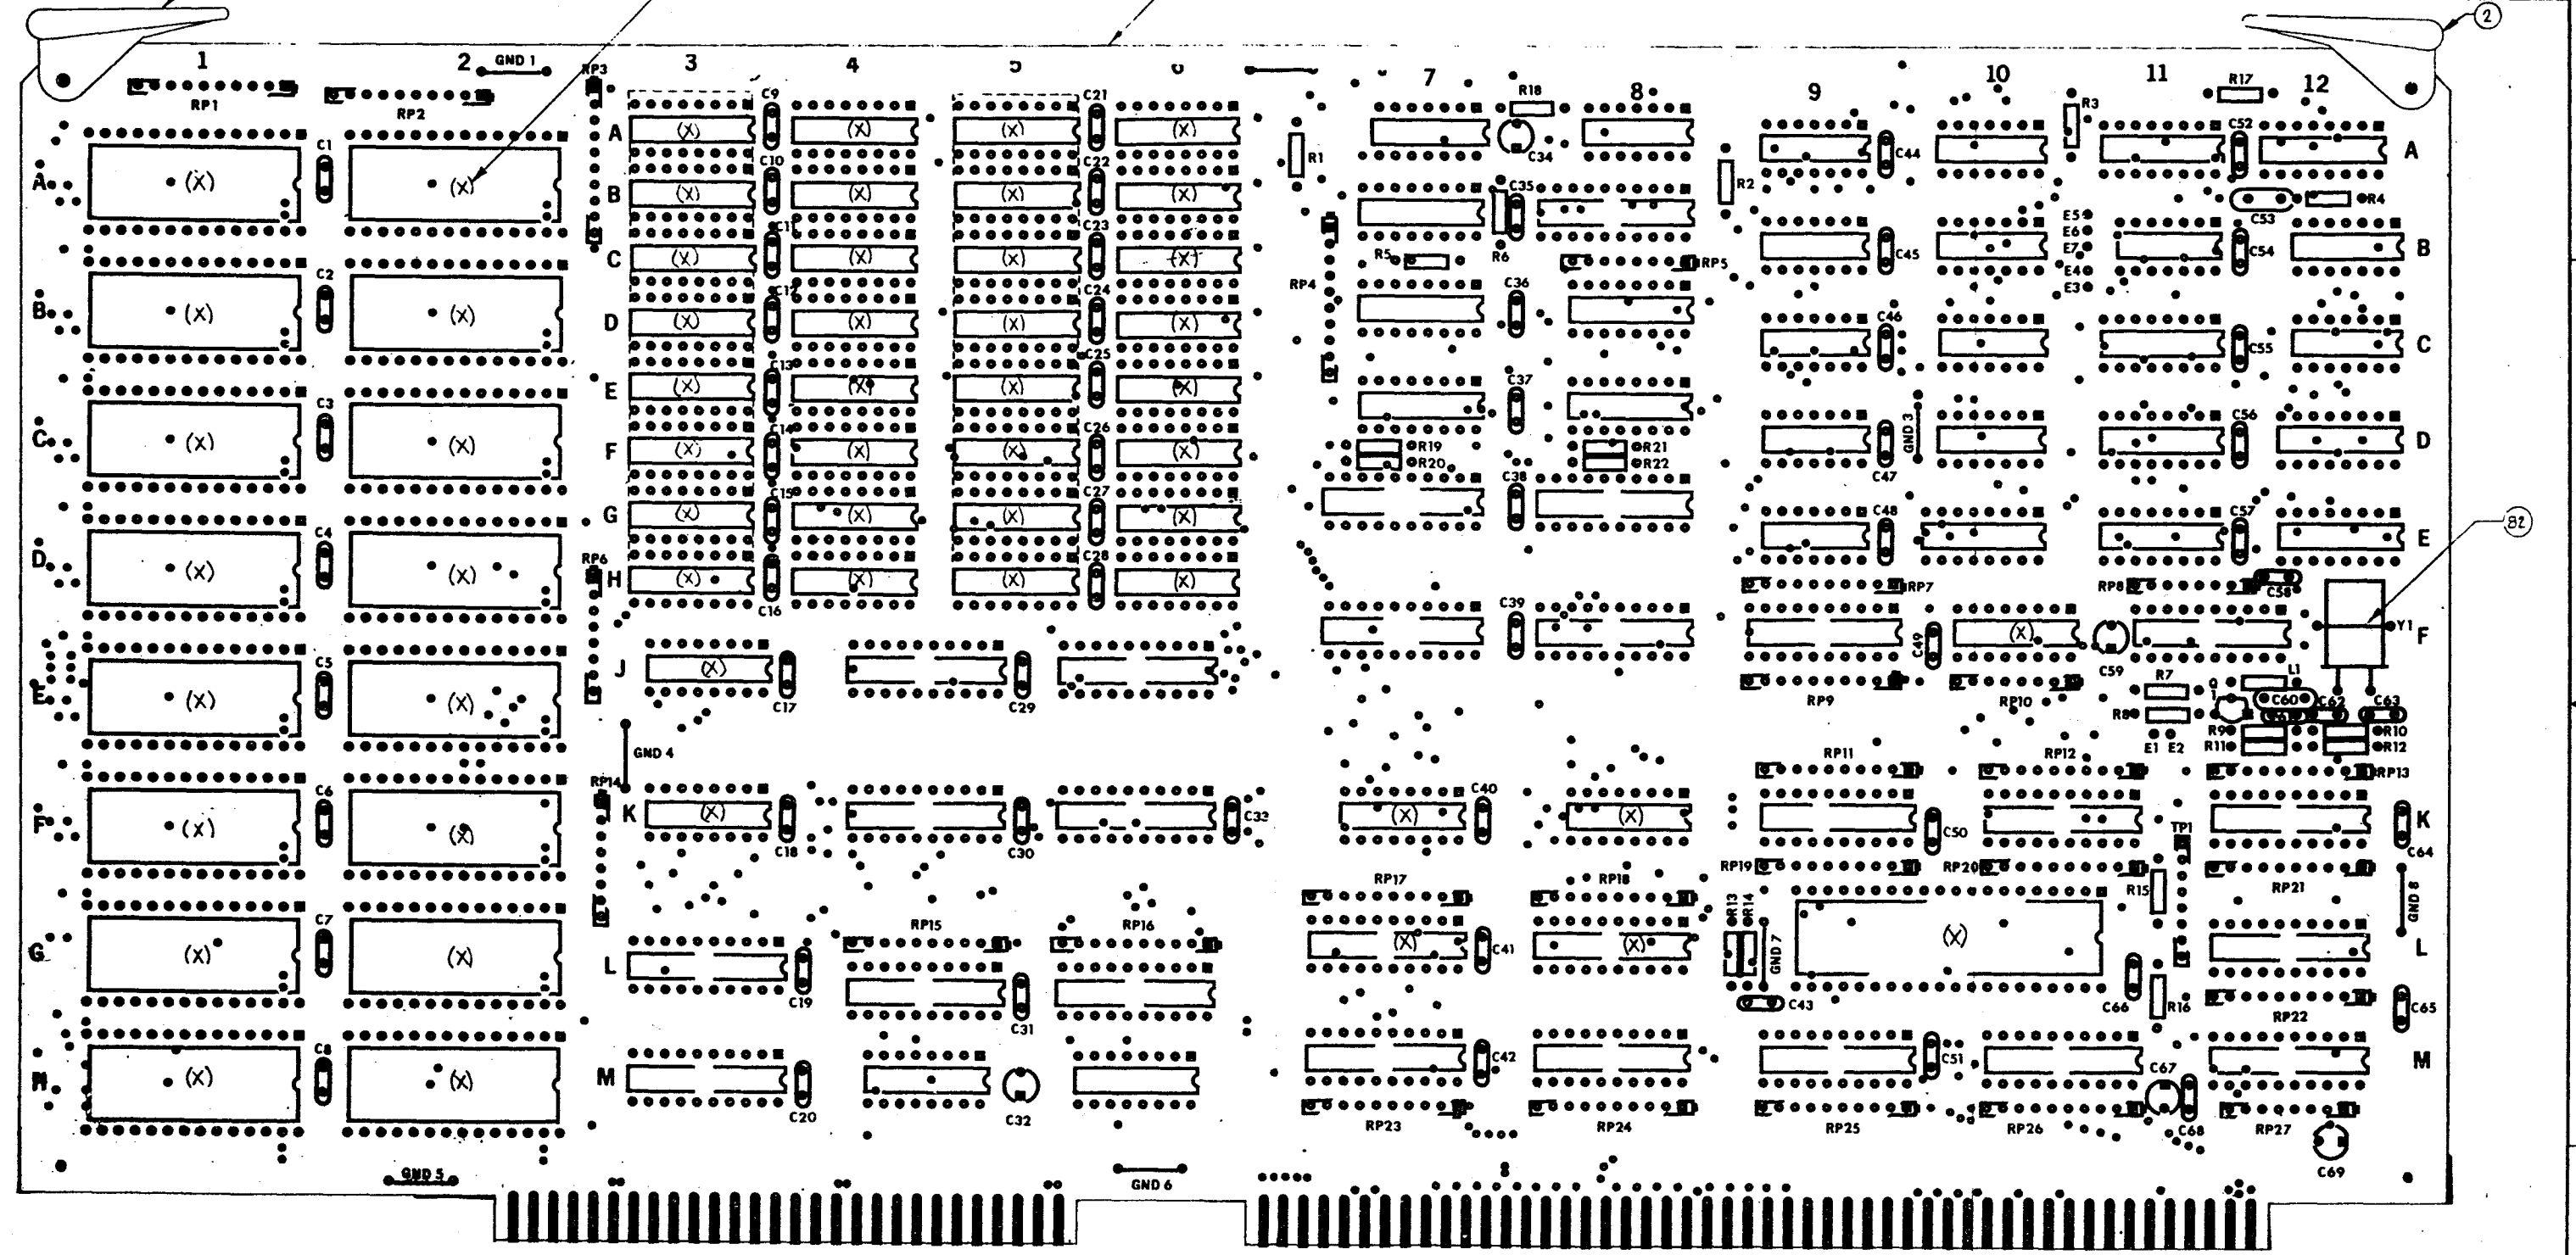 2
1 2 GND 1 3 4 5 6 7 8 9 10 11 12
RP1 RP2 RP3 C9 C21 R18 R17 R3
A C1 (X) (X) A (X) (X) (X) (X) R1 C34 R2 C44 C52 A
B (X) (X) C10 (X) C22 (X) C35 C53 R4
C2 C (X) C11 (X) (X) C23 (X) R5 R6 RP5 C45 E5 E6 E7 E4 E3 C54 B
B (X) (X) D (X) C12 (X) (X) C24 (X) RP4 C36 C46 C55 C
C3 E (X) C13 (X) (X) C25 (X) C37
C (X) (X) F (X) C14 (X) (X) C26 (X) R19 R20 R21 R22 C47 GND 3 C56 D
C4 G (X) C15 (X) (X) C27 (X) C38 C48 C57 E 82
D (X) (X) RP6 H (X) C16 (X) (X) C28 (X) RP7 RP8 C58
C39 C49 (X) C59 Y1 F
E (X) C5 (X) J (X) C17 C29 RP9 RP10 R7 L1 C60 C62 C63
GND 4 R8 E1 E2 R9 R10 R11 R12
RP14 RP11 RP12 RP13
F (X) C6 (X) K (X) C18 C30 C33 (X) C40 (X) C50 TP1 K C64
RP17 RP18 RP19 RP20 R15 RP21 GND 8
G (X) C7 (X) RP15 RP16 R13 R14
L C19 C31 (X) C41 (X) GND 7 (X) C43 C66 R16 L RP22 C65
M (X) C8 (X) M C20 C32 C42 C51 C67 M
RP23 RP24 RP25 RP26 C68 RP27 C69
GND 5 GND 6